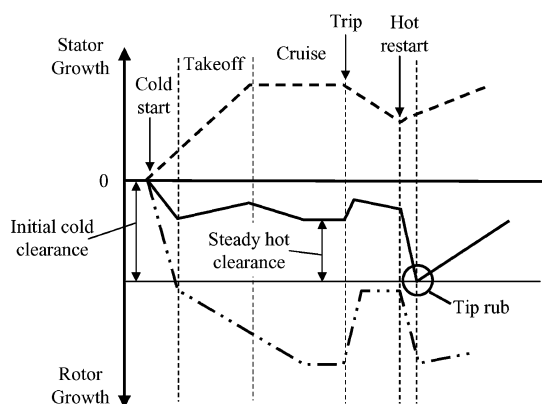 Stator
Growth
Cold
start
Takeoff
Cruise
Trip
Hot
restart
0
Initial cold
clearance
Steady hot
clearance
Tip rub
Rotor
Growth